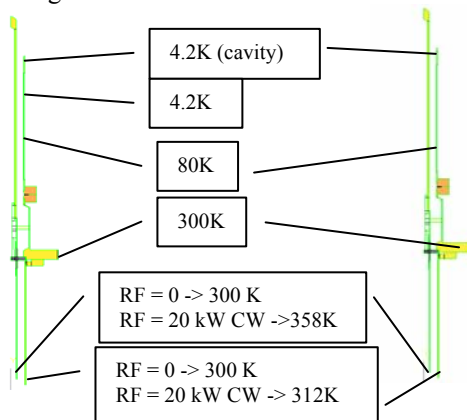 4.2K (cavity)
4.2K
80K
300K
RF = 0 -> 300 K
RF = 20 kW CW ->358K
RF = 0 -> 300 K
RF = 20 kW CW -> 312K